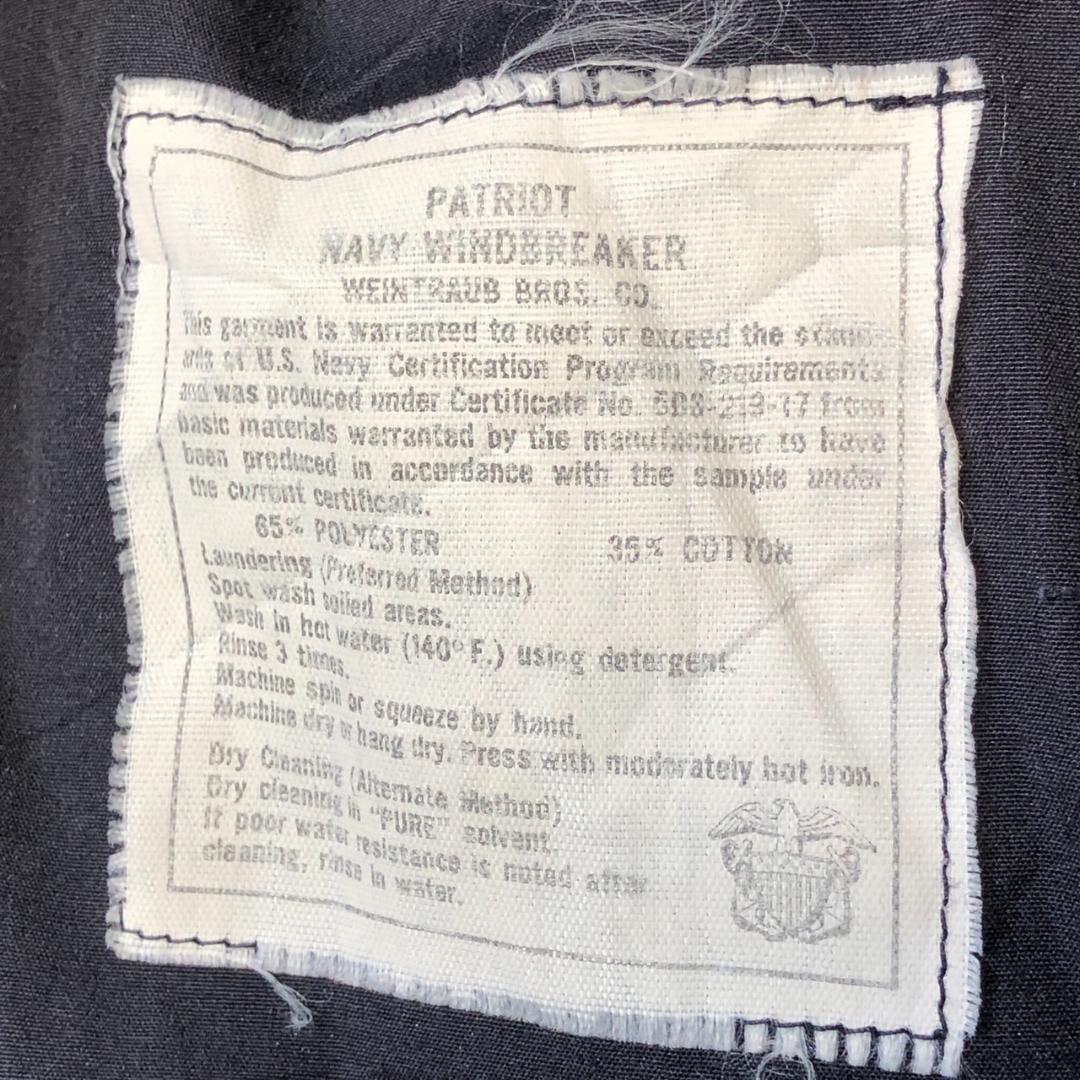 PATRIOT
NAVY WINDBREAKER
WEINTRAUB BROS. CO.
This garment is warranted to meet or exceed the stand-
ards of U.S. Navy Certification Program Requirements
and was produced under Certificate No. from
basic materials warranted by the manufacturer to have
been produced in accordance with the sample under
the current certificate.
65% POLYESTER 35% COTTON
Laundering (Preferred Method)
Spot wash soiled areas.
Wash in hot water (140° F.) using detergent.
Rinse 3 times.
Machine spin or squeeze by hand.
Machine dry or hang dry. Press with moderately hot iron.
Dry Cleaning (Alternate Method)
Dry cleaning in "PURE" solvent.
If poor water resistance is noted after
cleaning, rinse in water.